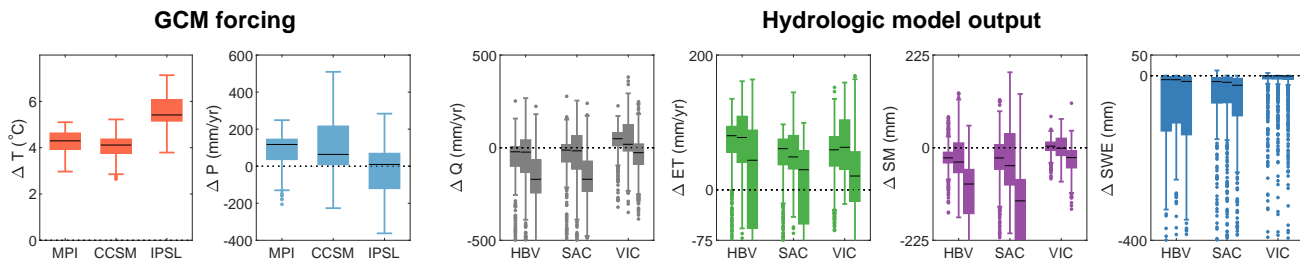 GCM forcing
Hydrologic model output
Δ T (°C)
6
4
2
0
MPI CCSM IPSL
Δ P (mm/yr)
600
400
200
0
-200
-400
MPI CCSM IPSL
Δ Q (mm/yr)
500
0
-500
HBV SAC VIC
Δ ET (mm/yr)
200
0
-75
HBV SAC VIC
Δ SM (mm)
225
0
-225
HBV SAC VIC
Δ SWE (mm)
0
-400
HBV SAC VIC